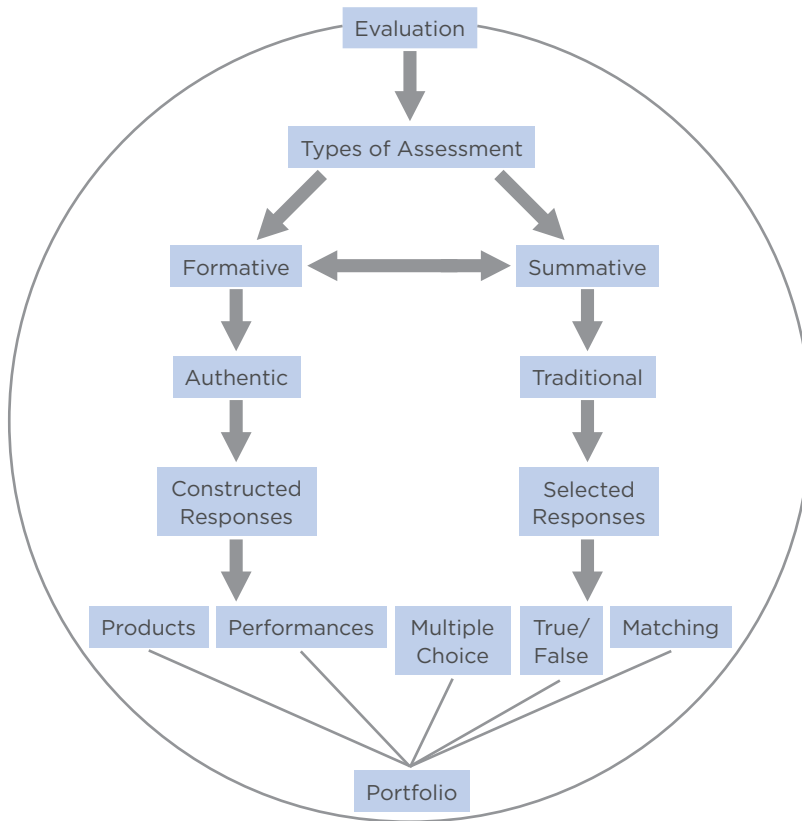 Evaluation
Types of Assessment
Formative
Summative
Authentic
Traditional
Constructed
Responses
Selected
Responses
Products
Performances
Multiple
Choice
True/
False
Matching
Portfolio